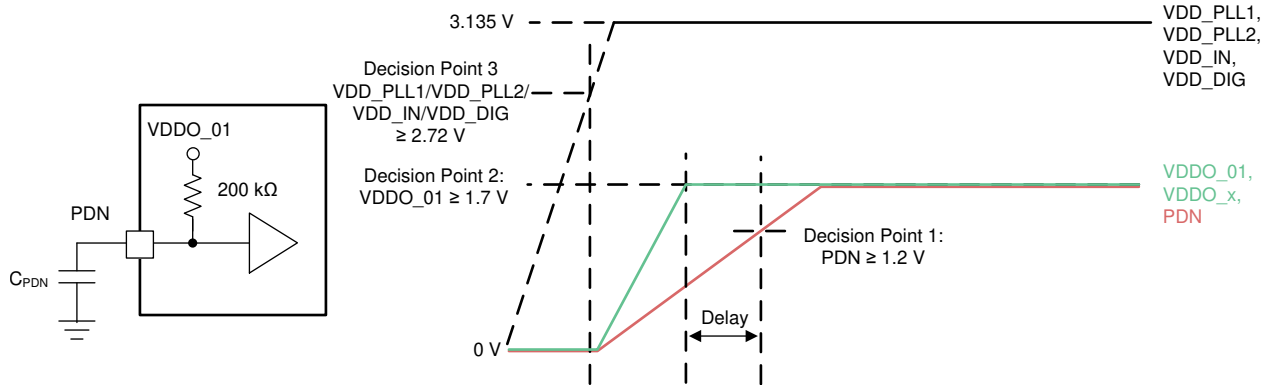 VDDO_01
200 kΩ
PDN
CPDN
3.135 V
Decision Point 3
VDD_PLL1/VDD_PLL2/
VDD_IN/VDD_DIG
≥ 2.72 V
Decision Point 2:
VDDO_01 ≥ 1.7 V
0 V
Decision Point 1:
PDN ≥ 1.2 V
Delay
VDD_PLL1,
VDD_PLL2,
VDD_IN,
VDD_DIG
VDDO_01,
VDDO_x,
PDN